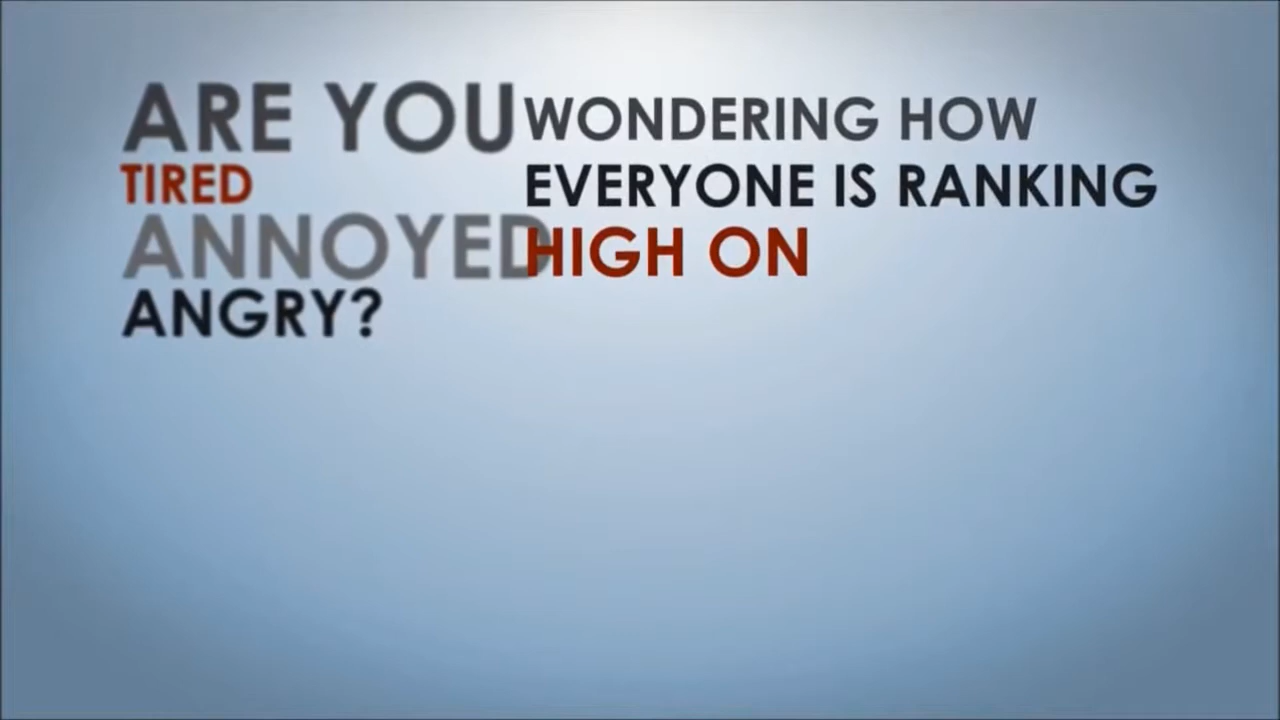 ARE YOU
TIRED
ANNOYED
ANGRY?
WONDERING HOW
EVERYONE IS RANKING
HIGH ON